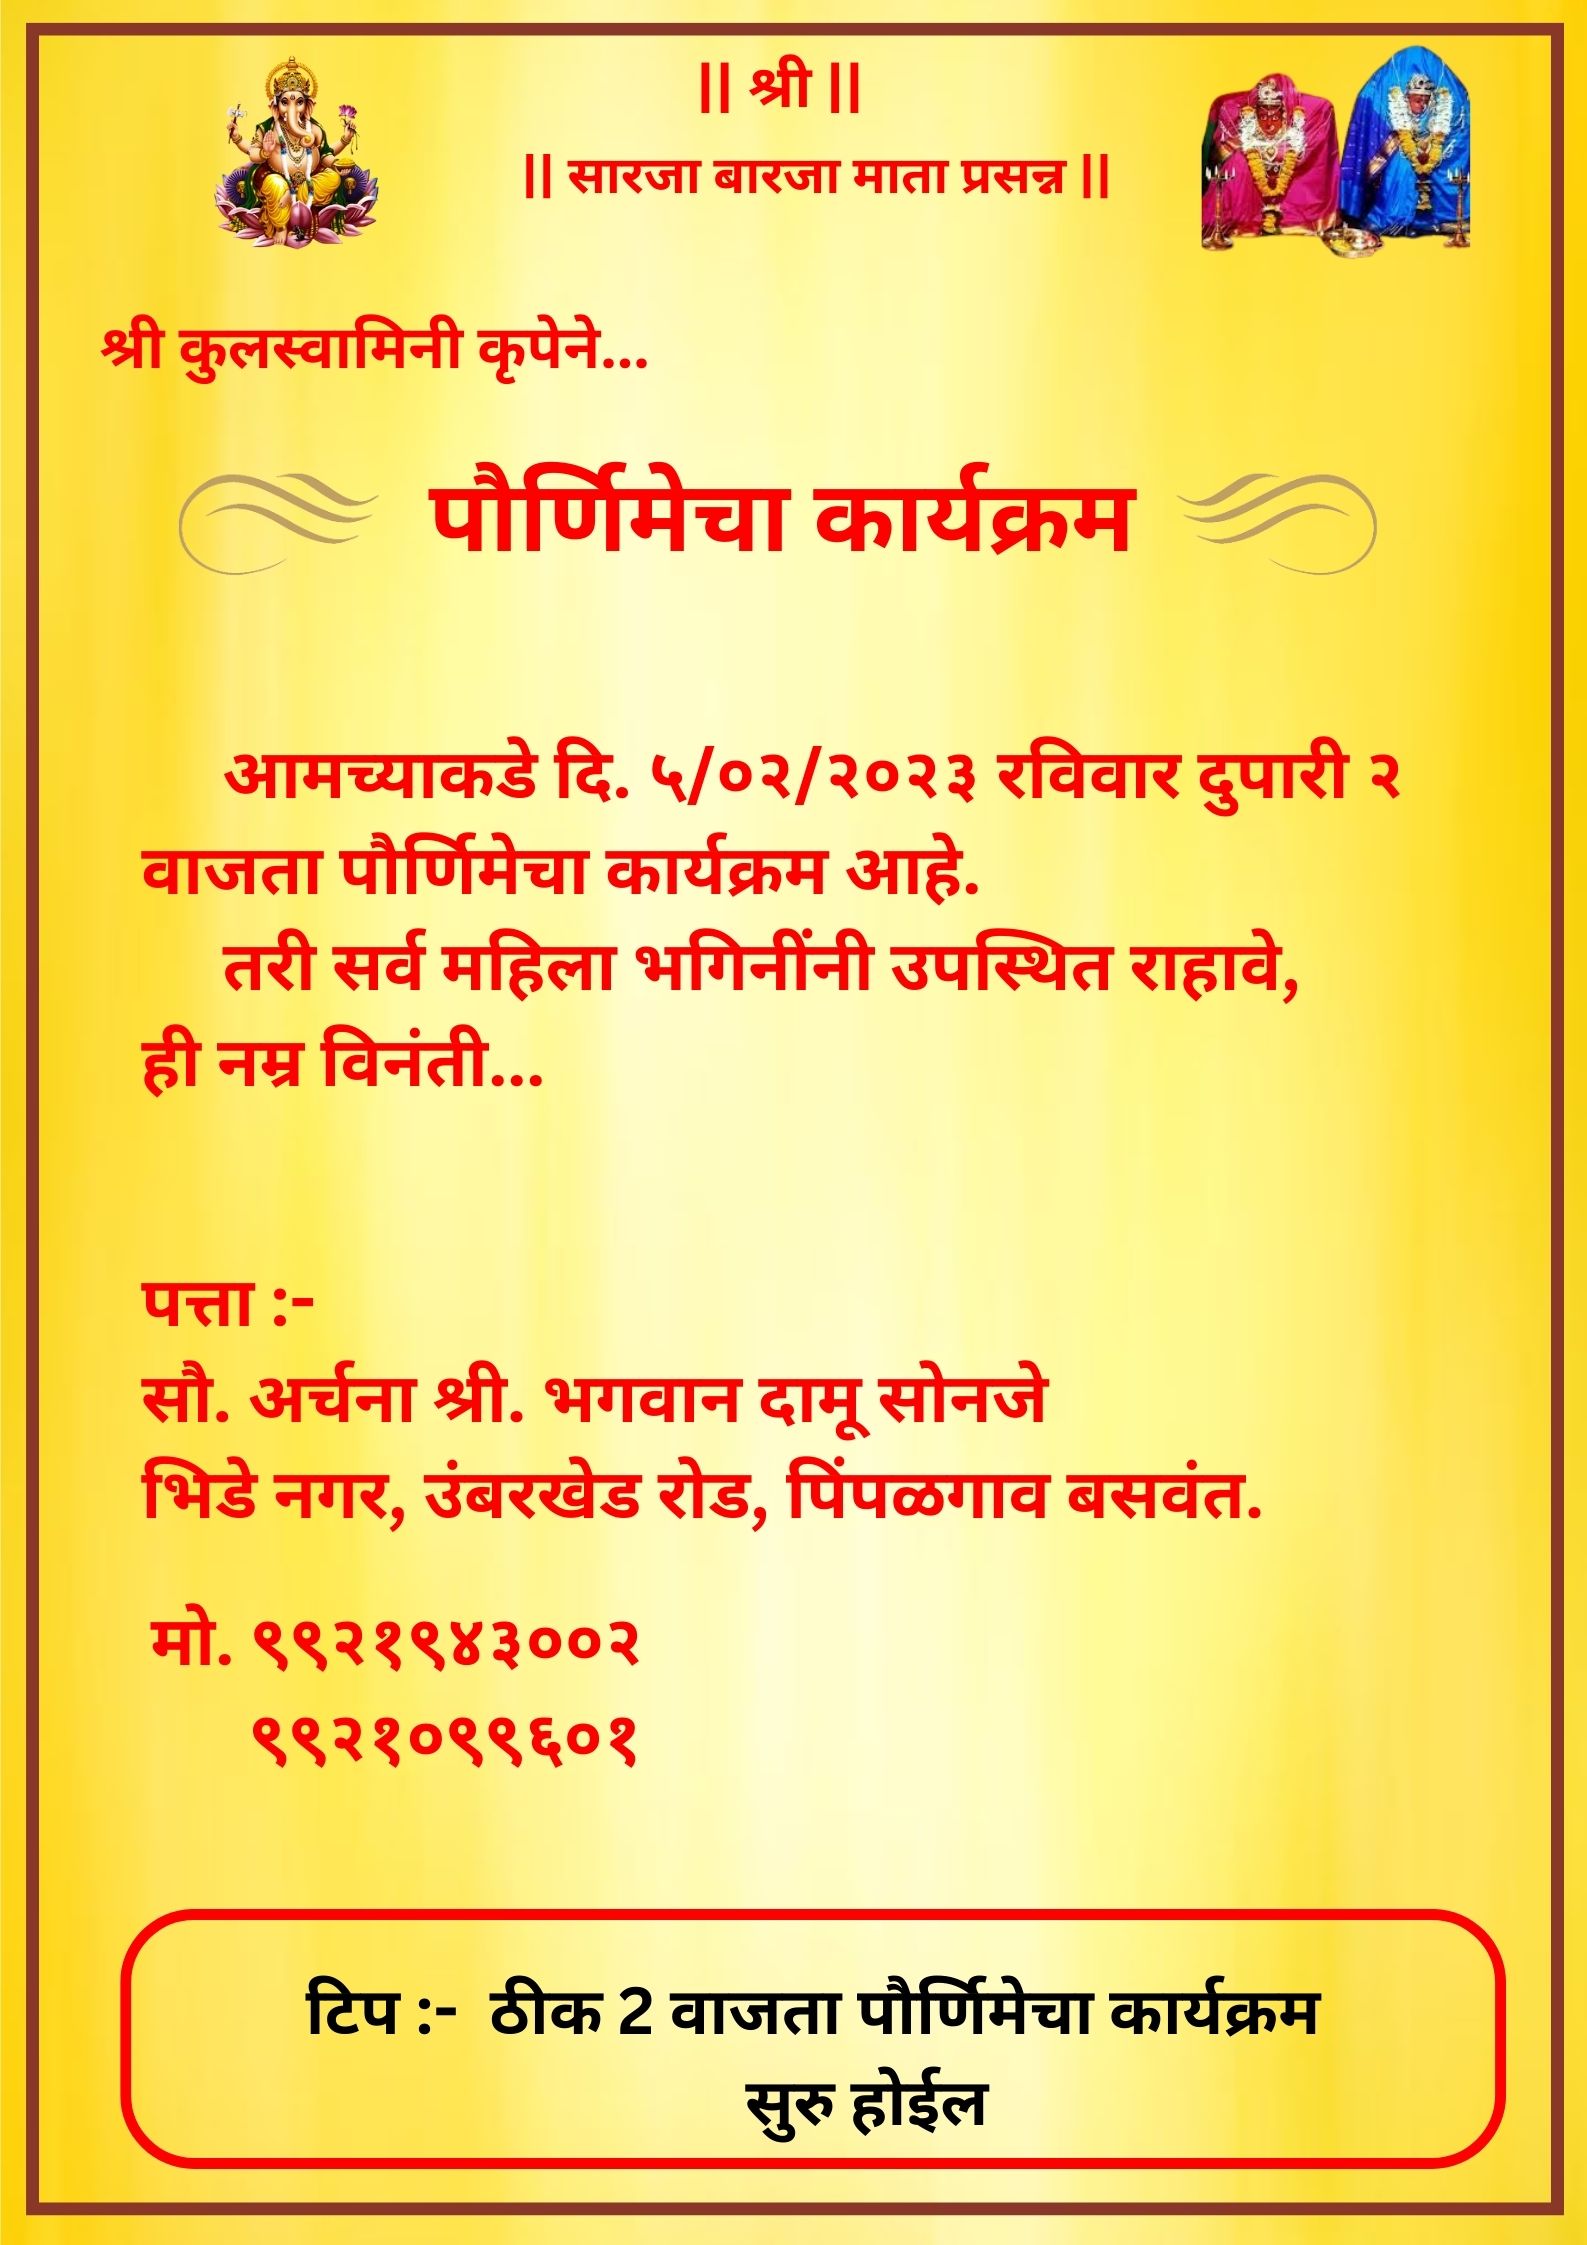 || श्री ||
|| सारजा बारजा माता प्रसन्न ||
श्री कुलस्वामिनी कृपेने...
पौर्णिमेचा कार्यक्रम
आमच्याकडे दि. ५/०२/२०२३ रविवार दुपारी २
वाजता पौर्णिमेचा कार्यक्रम आहे.
तरी सर्व महिला भगिनींनी उपस्थित राहावे,
ही नम्र विनंती...
पत्ता :-
सौ. अर्चना श्री. भगवान दामू सोनजे
भिडे नगर, उंबरखेड रोड, पिंपळगाव बसवंत.
मो. ९९२१९४३००२
९९२१०९९६०१
टिप :- ठीक 2 वाजता पौर्णिमेचा कार्यक्रम
सुरु होईल